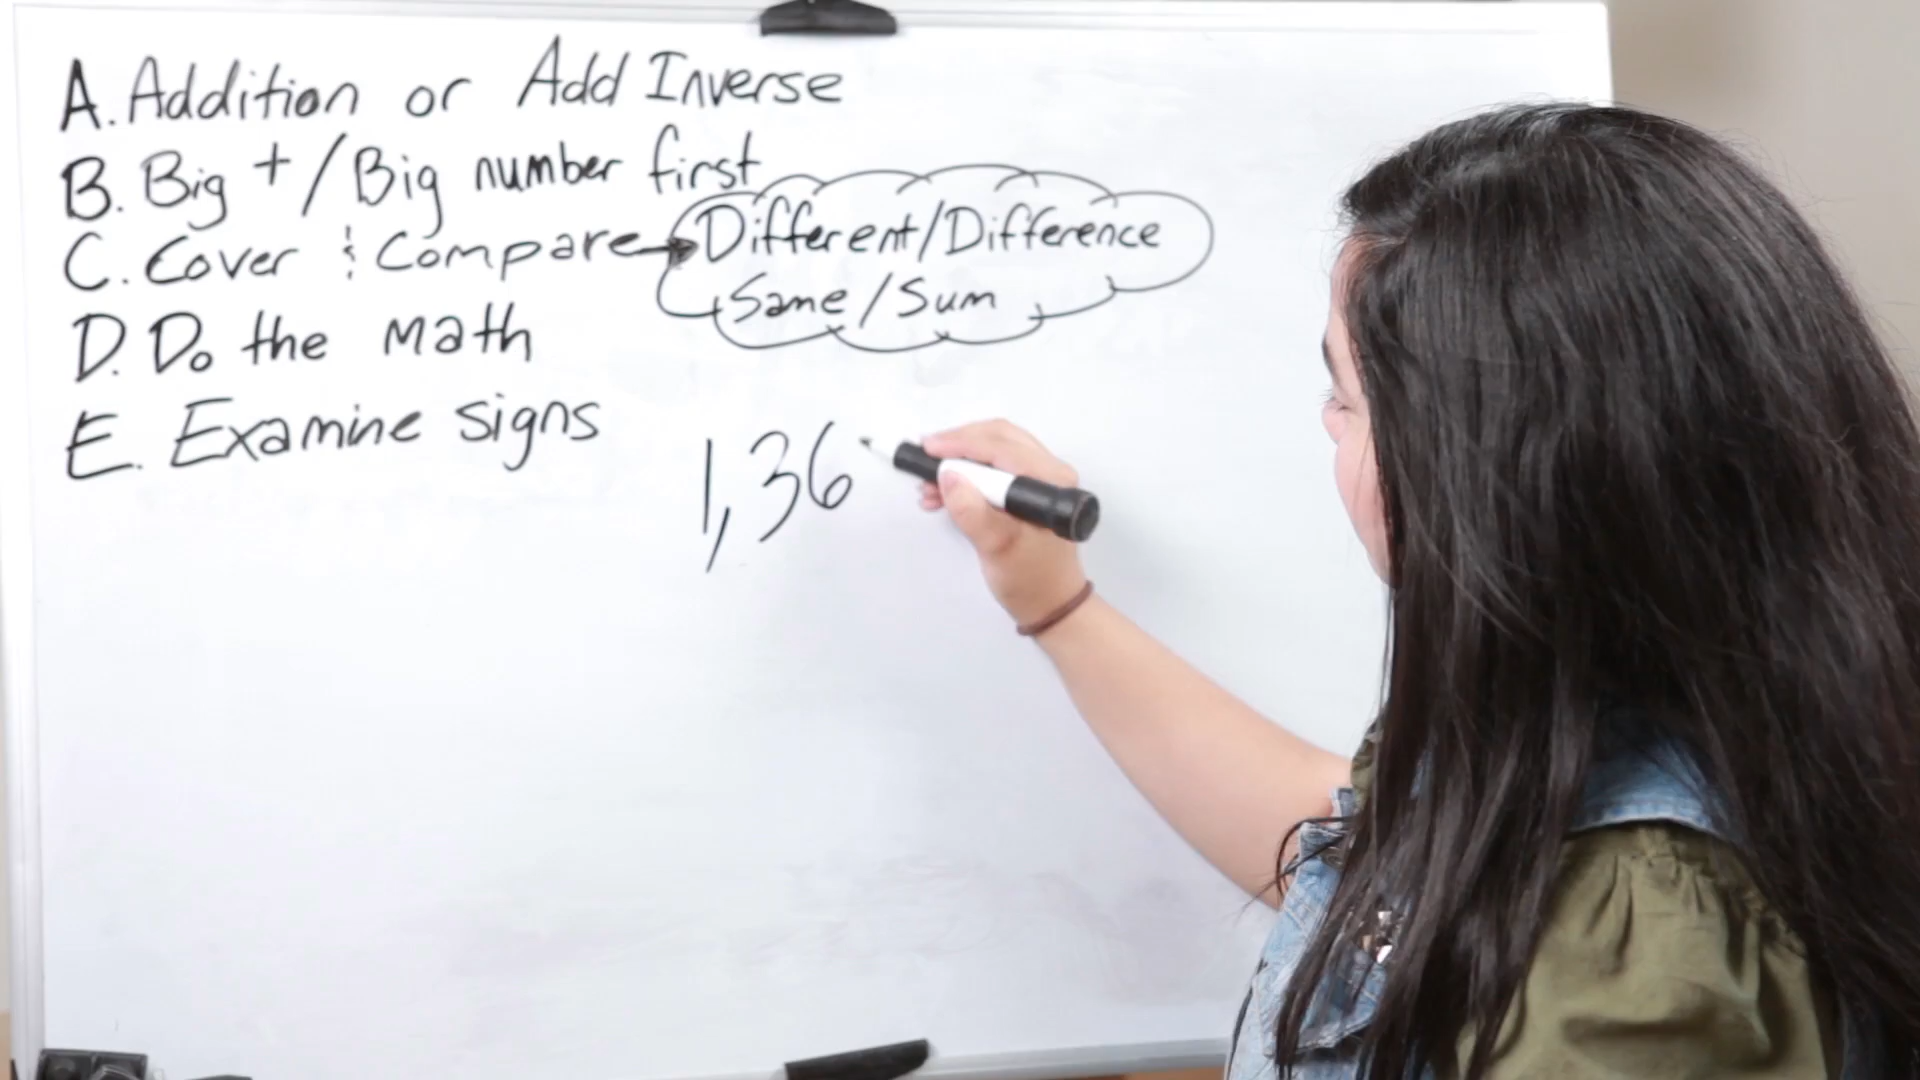 A. Addition or Add Inverse
B. Big + / Big number first
C. Cover & Compare → Different/Difference
Same/Sum
D. Do the math
E. Examine signs
1,36